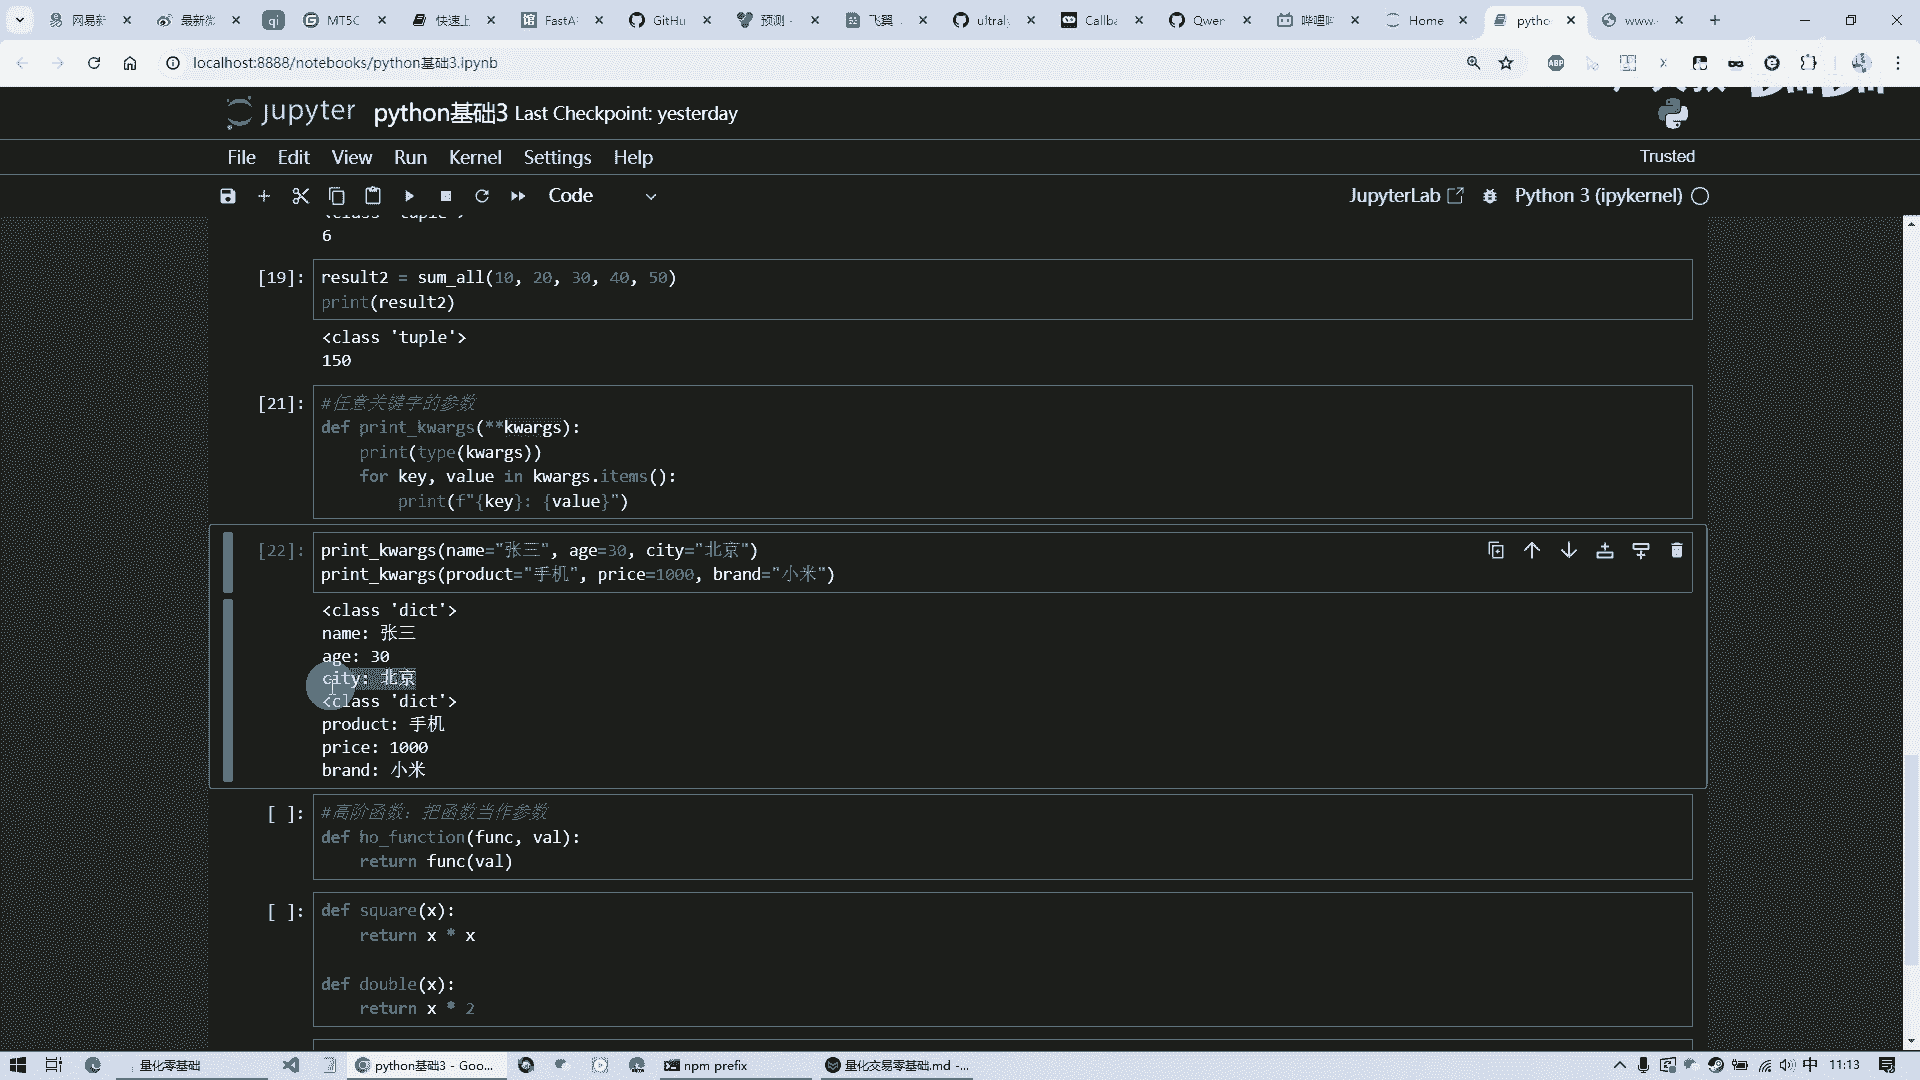 网易新
最新微
qi
MT5C
快速上
FastA
GitHu
预测 -
飞翼
ultral
Callba
Qwer
哔哩
Home
pytho
www.
localhost:8888/notebooks/python基础3.ipynb
ABP
jupyter python基础3 Last Checkpoint: yesterday
File Edit View Run Kernel Settings Help
Trusted
Code
JupyterLab
Python 3 (ipykernel)
<class 'tuple'>
6
[19]: result2 = sum_all(10, 20, 30, 40, 50)
print(result2)
<class 'tuple'>
150
[21]: #任意关键字的参数
def print_kwargs(**kwargs):
print(type(kwargs))
for key, value in kwargs.items():
print(f"{key}: {value}")
[22]: print_kwargs(name="张三", age=30, city="北京")
print_kwargs(product="手机", price=1000, brand="小米")
<class 'dict'>
name: 张三
age: 30
city: 北京
<class 'dict'>
product: 手机
price: 1000
brand: 小米
[ ]: #高阶函数: 把函数当作参数
def ho_function(func, val):
return func(val)
[ ]: def square(x):
return x * x
def double(x):
return x * 2
量化零基础
python基础3 - Goo...
npm prefix
量化交易零基础.md -...
中
11:13